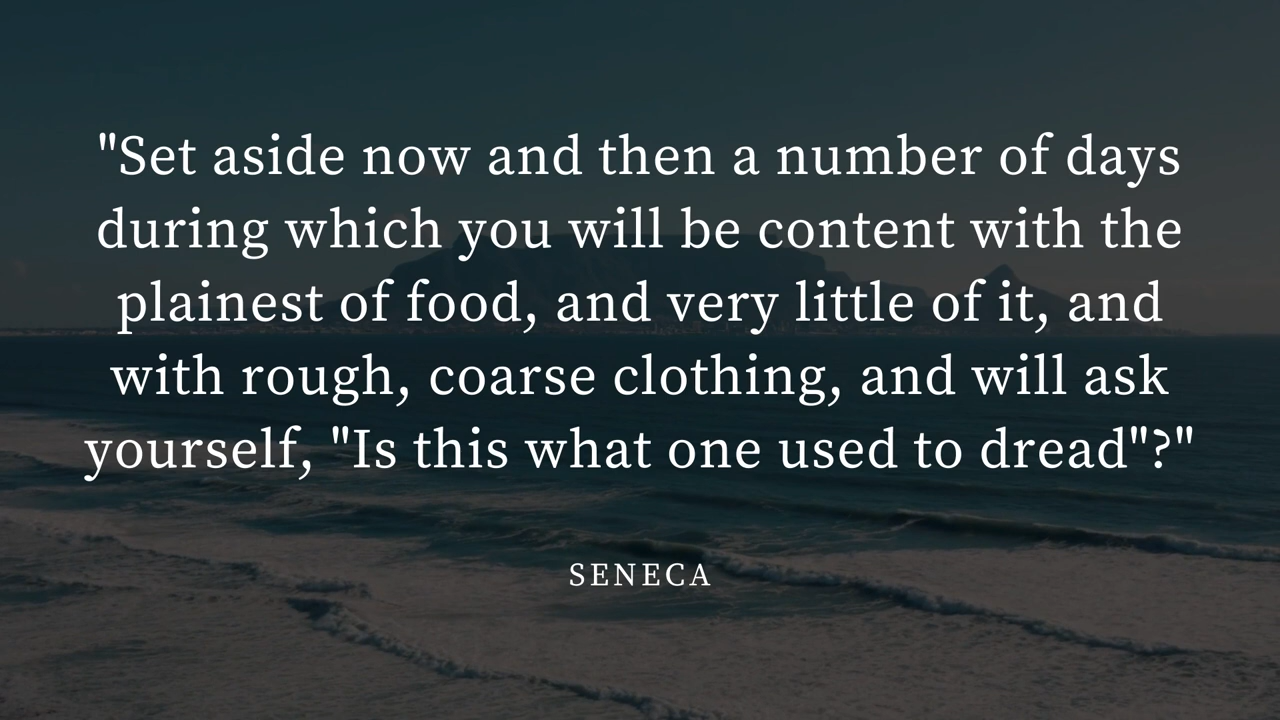 "Set aside now and then a number of days
during which you will be content with the
plainest of food, and very little of it, and
with rough, coarse clothing, and will ask
yourself, "Is this what one used to dread"?"
SENECA